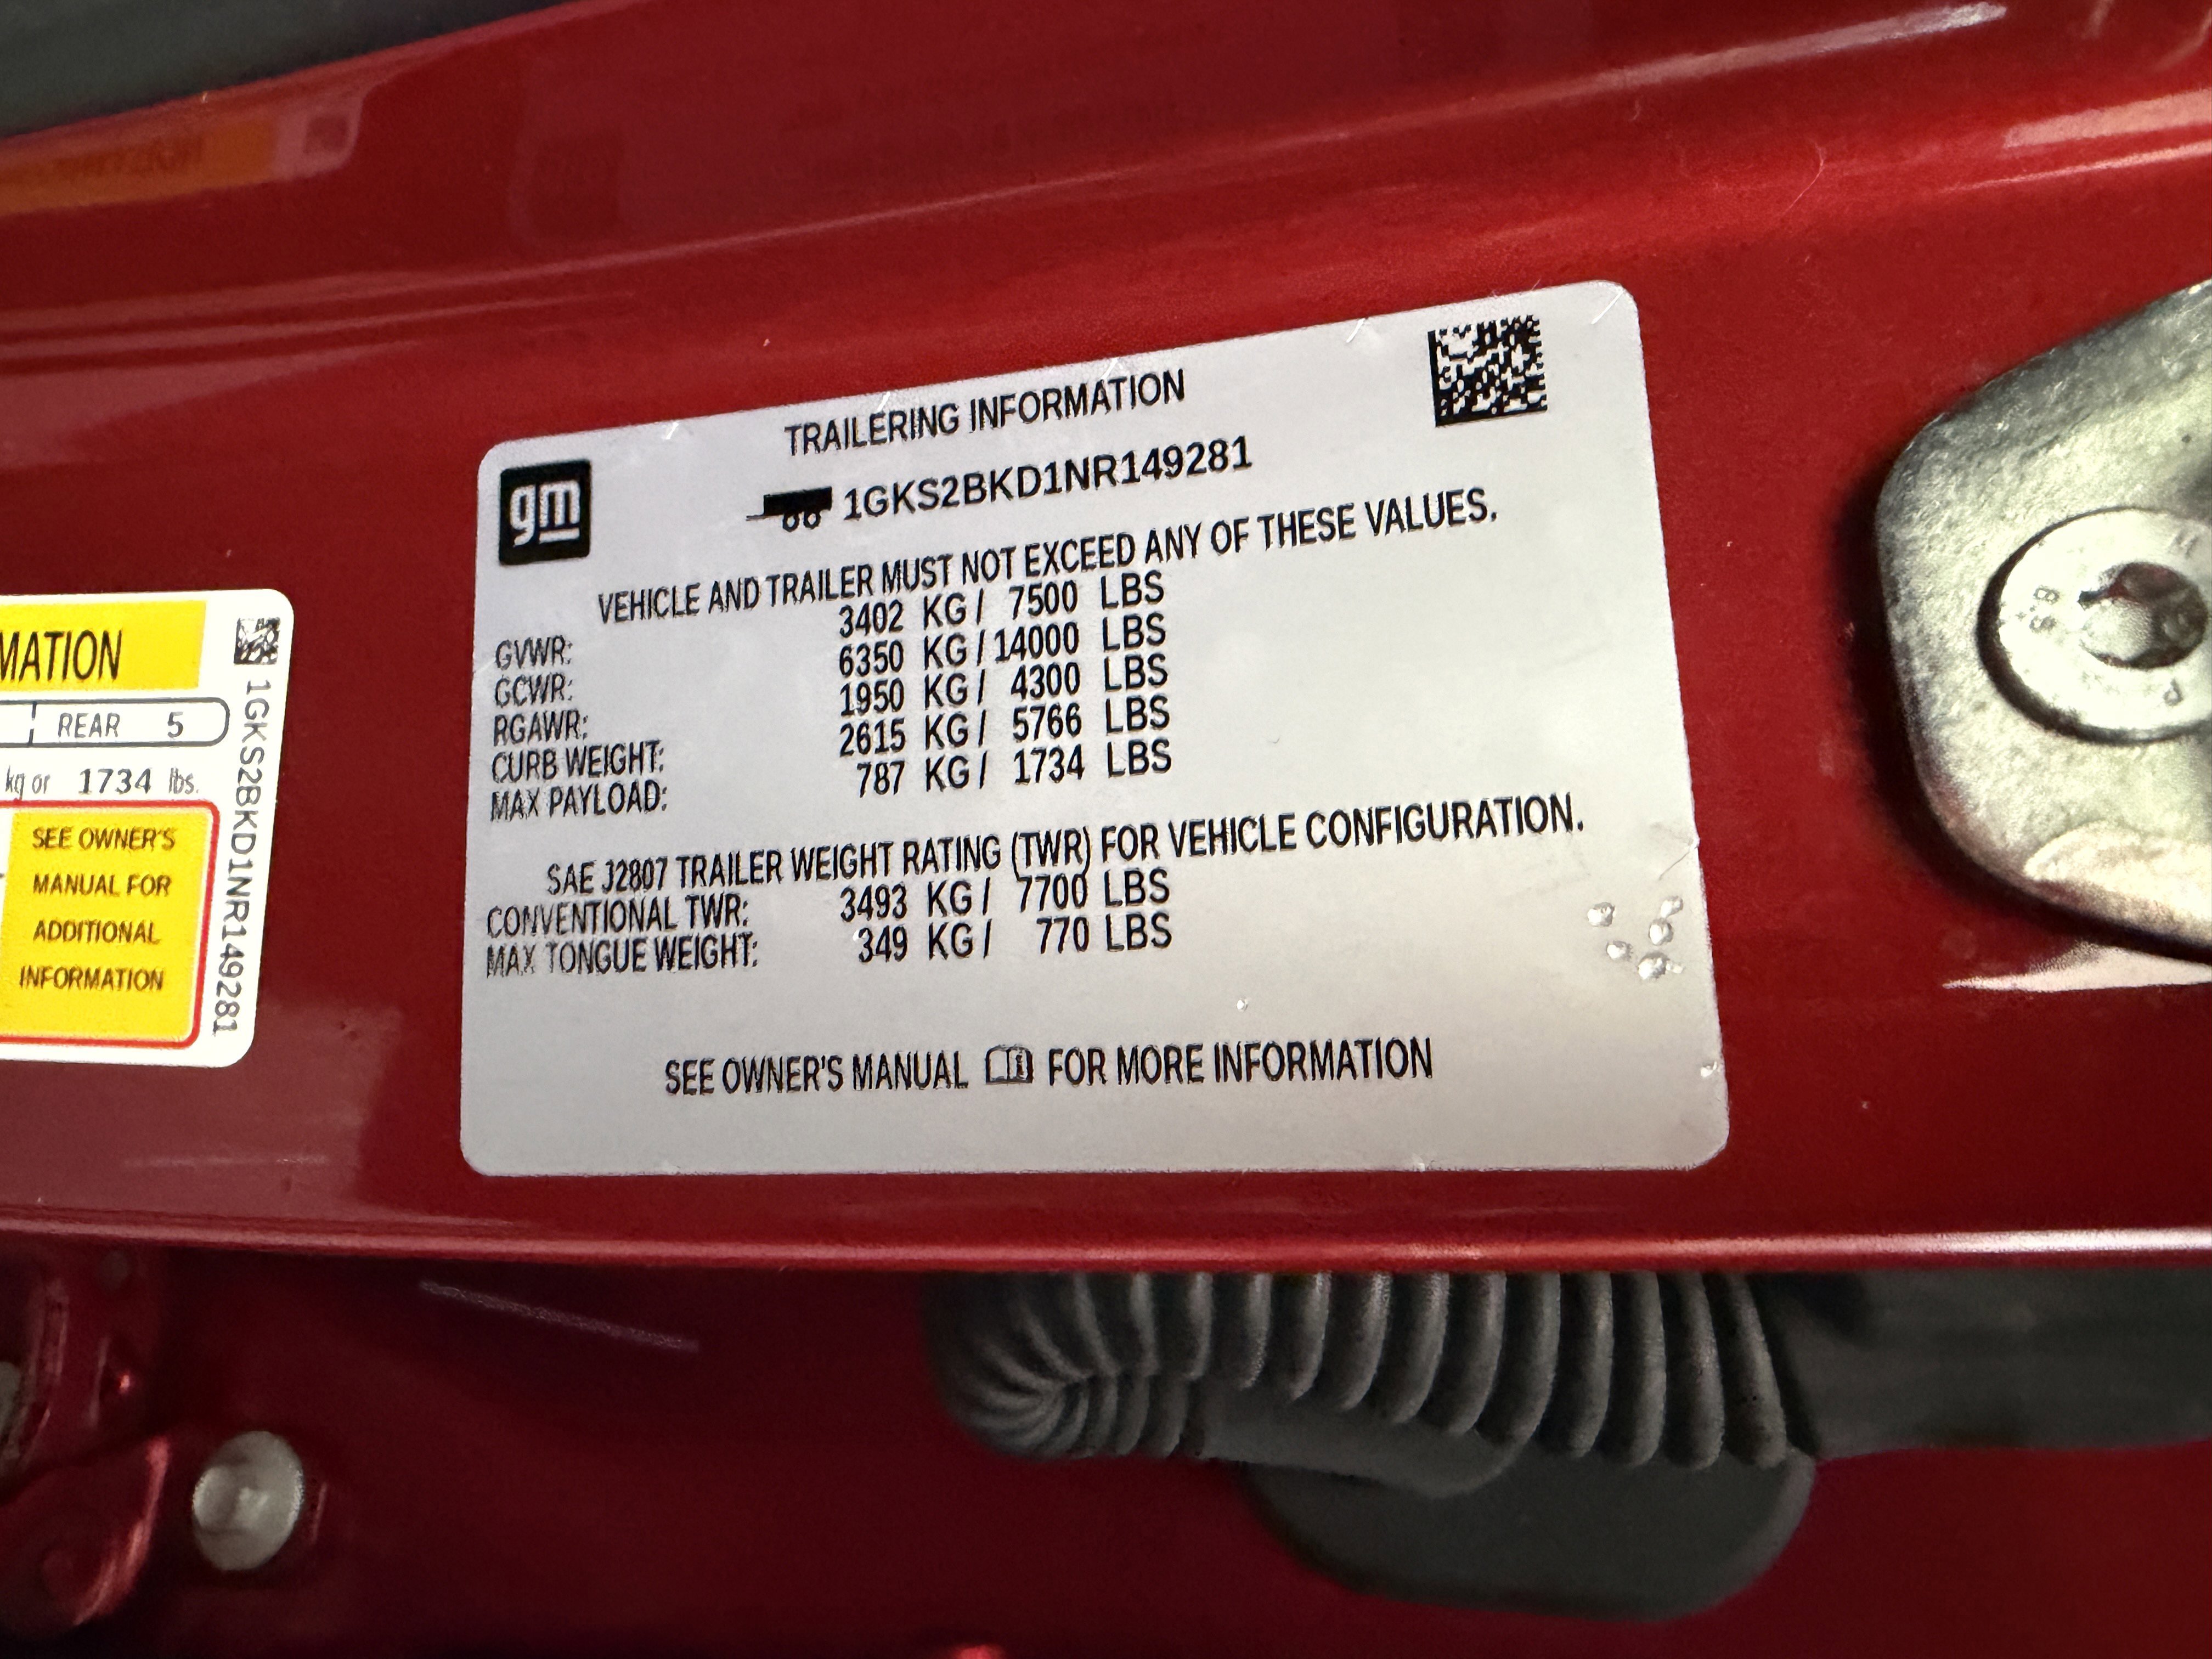 MATION
REAR 5
kg or 1734 lbs.
SEE OWNER'S
MANUAL FOR
ADDITIONAL
INFORMATION
1GKS2BKD1NR149281
gm
TRAILERING INFORMATION
1GKS2BKD1NR149281
VEHICLE AND TRAILER MUST NOT EXCEED ANY OF THESE VALUES.
GVWR: 3402 KG / 7500 LBS
GCWR: 6350 KG / 14000 LBS
RGAWR: 1950 KG / 4300 LBS
CURB WEIGHT: 2615 KG / 5766 LBS
MAX PAYLOAD: 787 KG / 1734 LBS
SAE J2807 TRAILER WEIGHT RATING (TWR) FOR VEHICLE CONFIGURATION.
CONVENTIONAL TWR: 3493 KG / 7700 LBS
MAX TONGUE WEIGHT: 349 KG / 770 LBS
SEE OWNER'S MANUAL FOR MORE INFORMATION